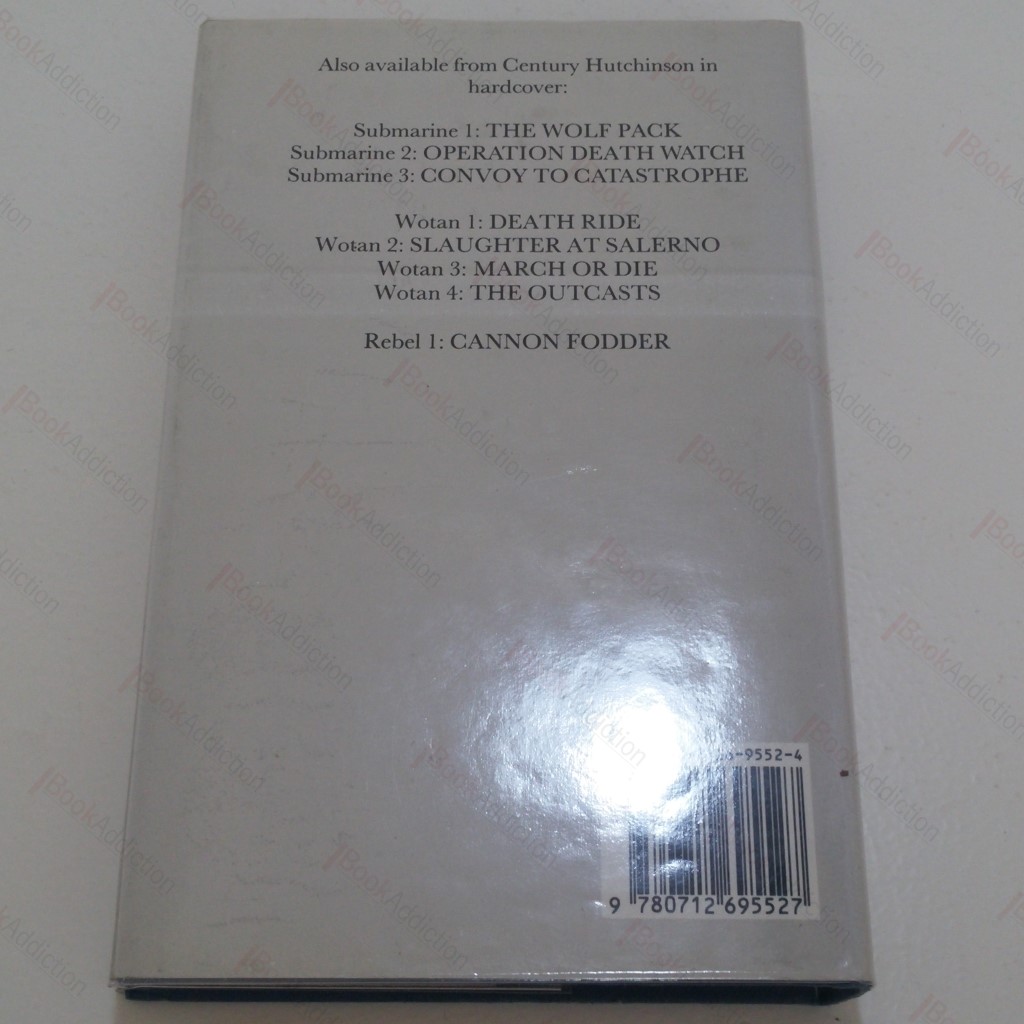 Also available from Century Hutchinson in
hardcover:
Submarine 1: THE WOLF PACK
Submarine 2: OPERATION DEATH WATCH
Submarine 3: CONVOY TO CATASTROPHE
Wotan 1: DEATH RIDE
Wotan 2: SLAUGHTER AT SALERNO
Wotan 3: MARCH OR DIE
Wotan 4: THE OUTCASTS
Rebel 1: CANNON FODDER
-9552-4
9 780712 695527
BookAddiction